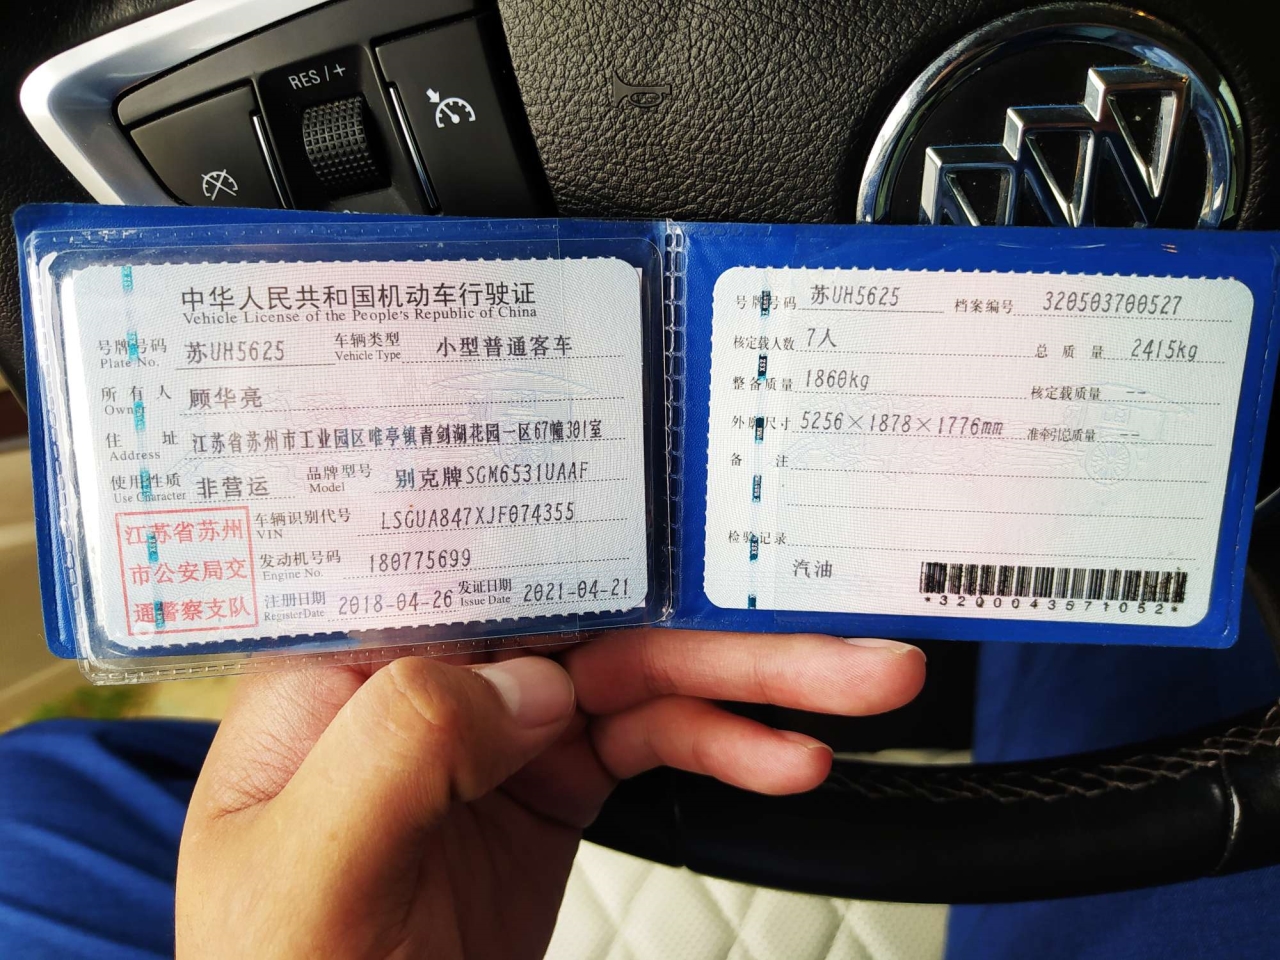 RES/+
中华人民共和国机动车行驶证
Vehicle License of the People's Republic of China
号牌号码 Plate No. 苏UH5625 车辆类型 Vehicle Type 小型普通客车
所有人 Owner 顾华亮
住址 Address 江苏省苏州市工业园区唯亭镇青剑湖花园一区67幢301室
使用性质 Use Character 非营运 品牌型号 Model 别克牌SGM6531UAAF
车辆识别代号 VIN LSGUA847XJF074355
发动机号码 Engine No. 180775699
注册日期 Register Date 2018-04-26 发证日期 Issue Date 2021-04-21
江苏省苏州
市公安局交
通警察支队
号牌号码 苏UH5625 档案编号 320503700527
核定载人数 7人 总质量 2415kg
整备质量 1860kg 核定载质量 --
外廓尺寸 5256×1878×1776mm 准牵引总质量 --
备注
检验记录
汽油
*3200043671052*